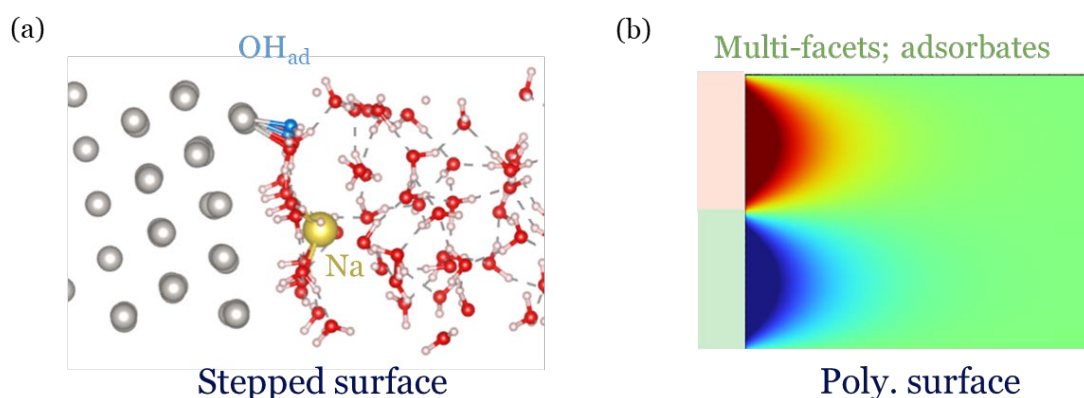 (a)
OHad
Na
Stepped surface
(b)
Multi-facets; adsorbates
Poly. surface